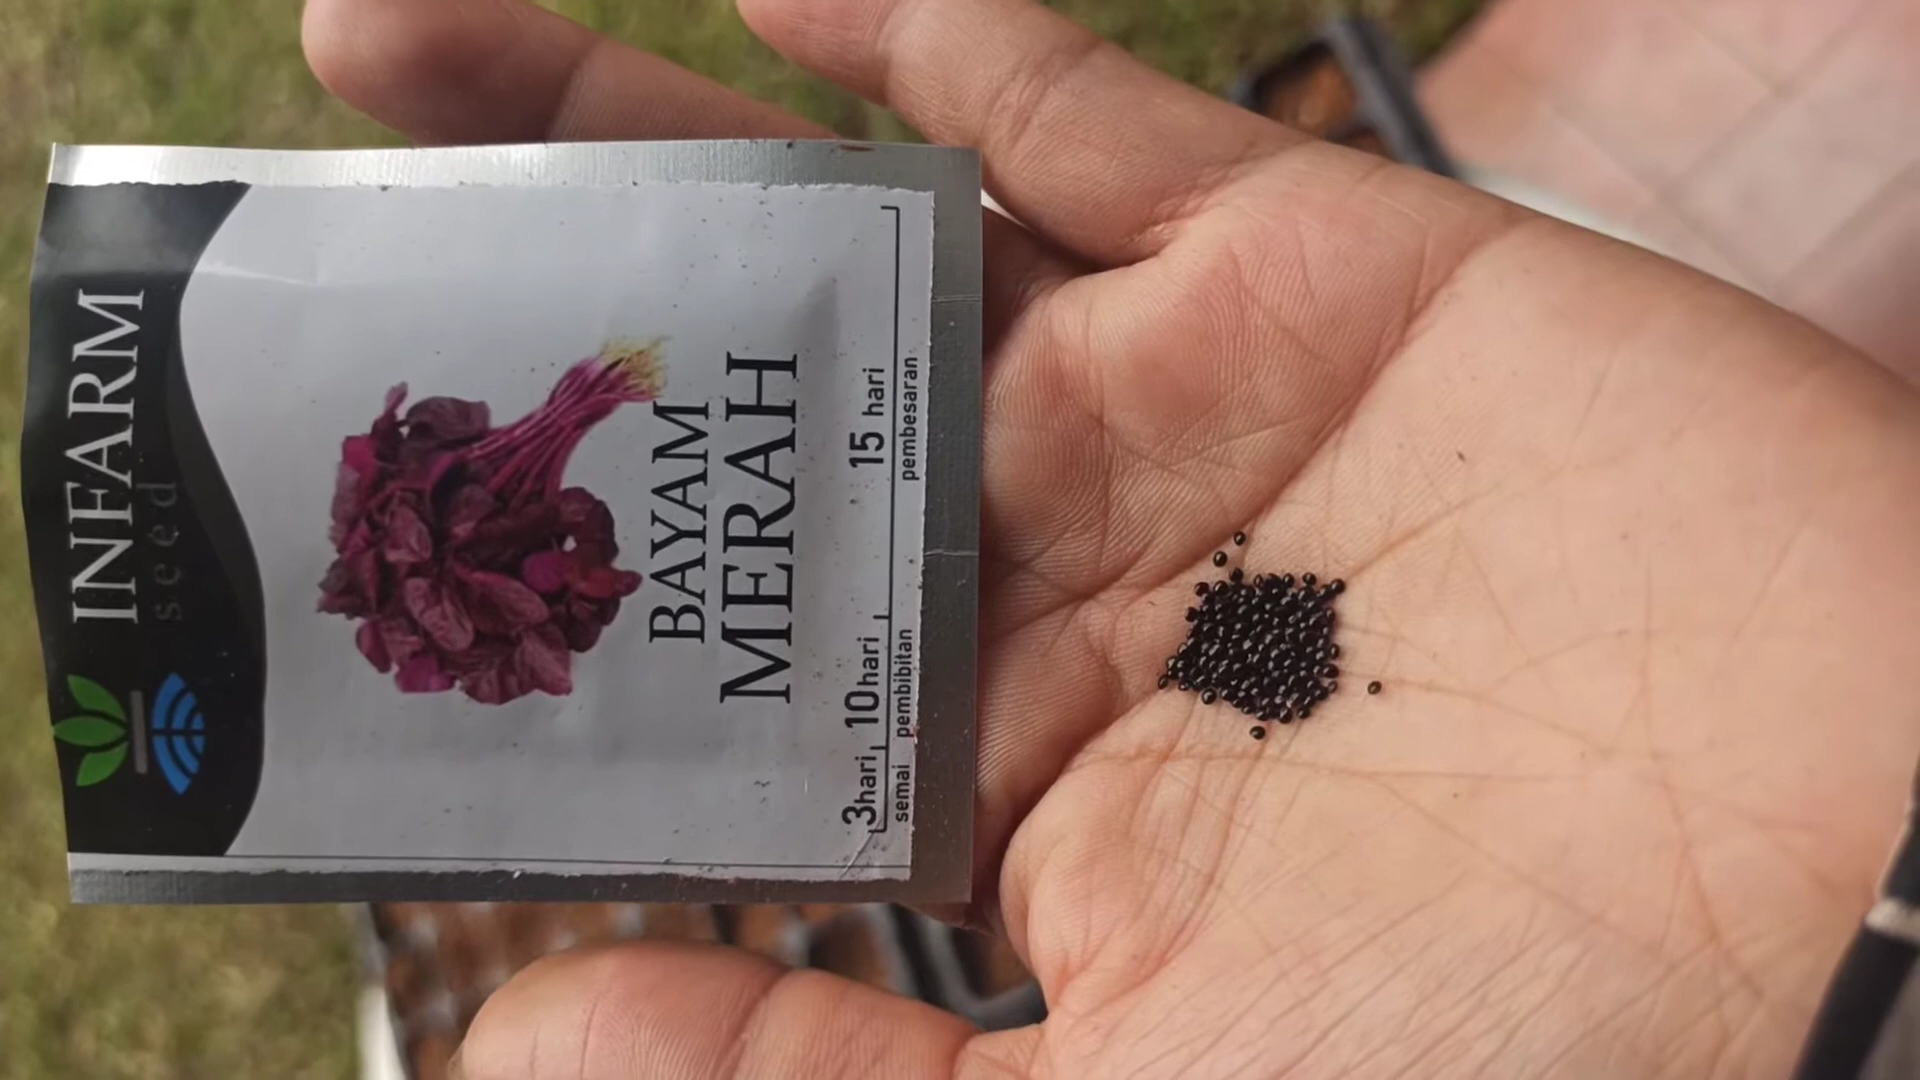 INFARM
seed
BAYAM
MERAH
3hari 10hari 15 hari
semai pembibitan pembesaran